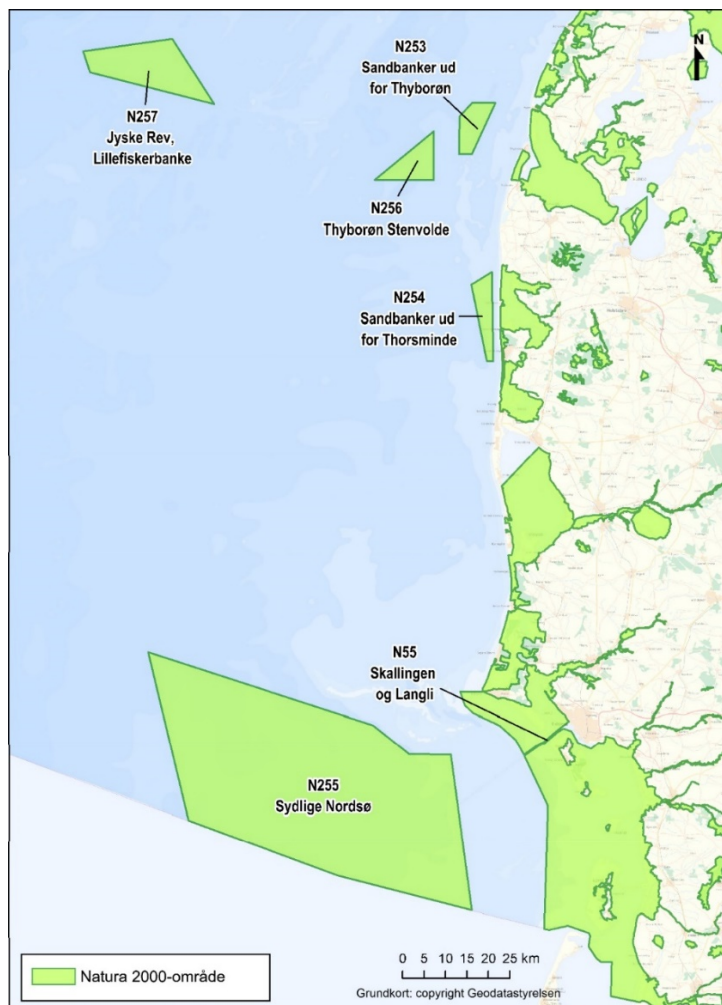 N
N253
Sandbanker ud
for Thyborøn
N257
Jyske Rev,
Lillefiskerbanke
N256
Thyborøn Stenvolde
N254
Sandbanker ud
for Thorsminde
N55
Skallingen
og Langli
N255
Sydlige Nordsø
Natura 2000-område
0 5 10 15 20 25 km
Grundkort: copyright Geodatastyrelsen